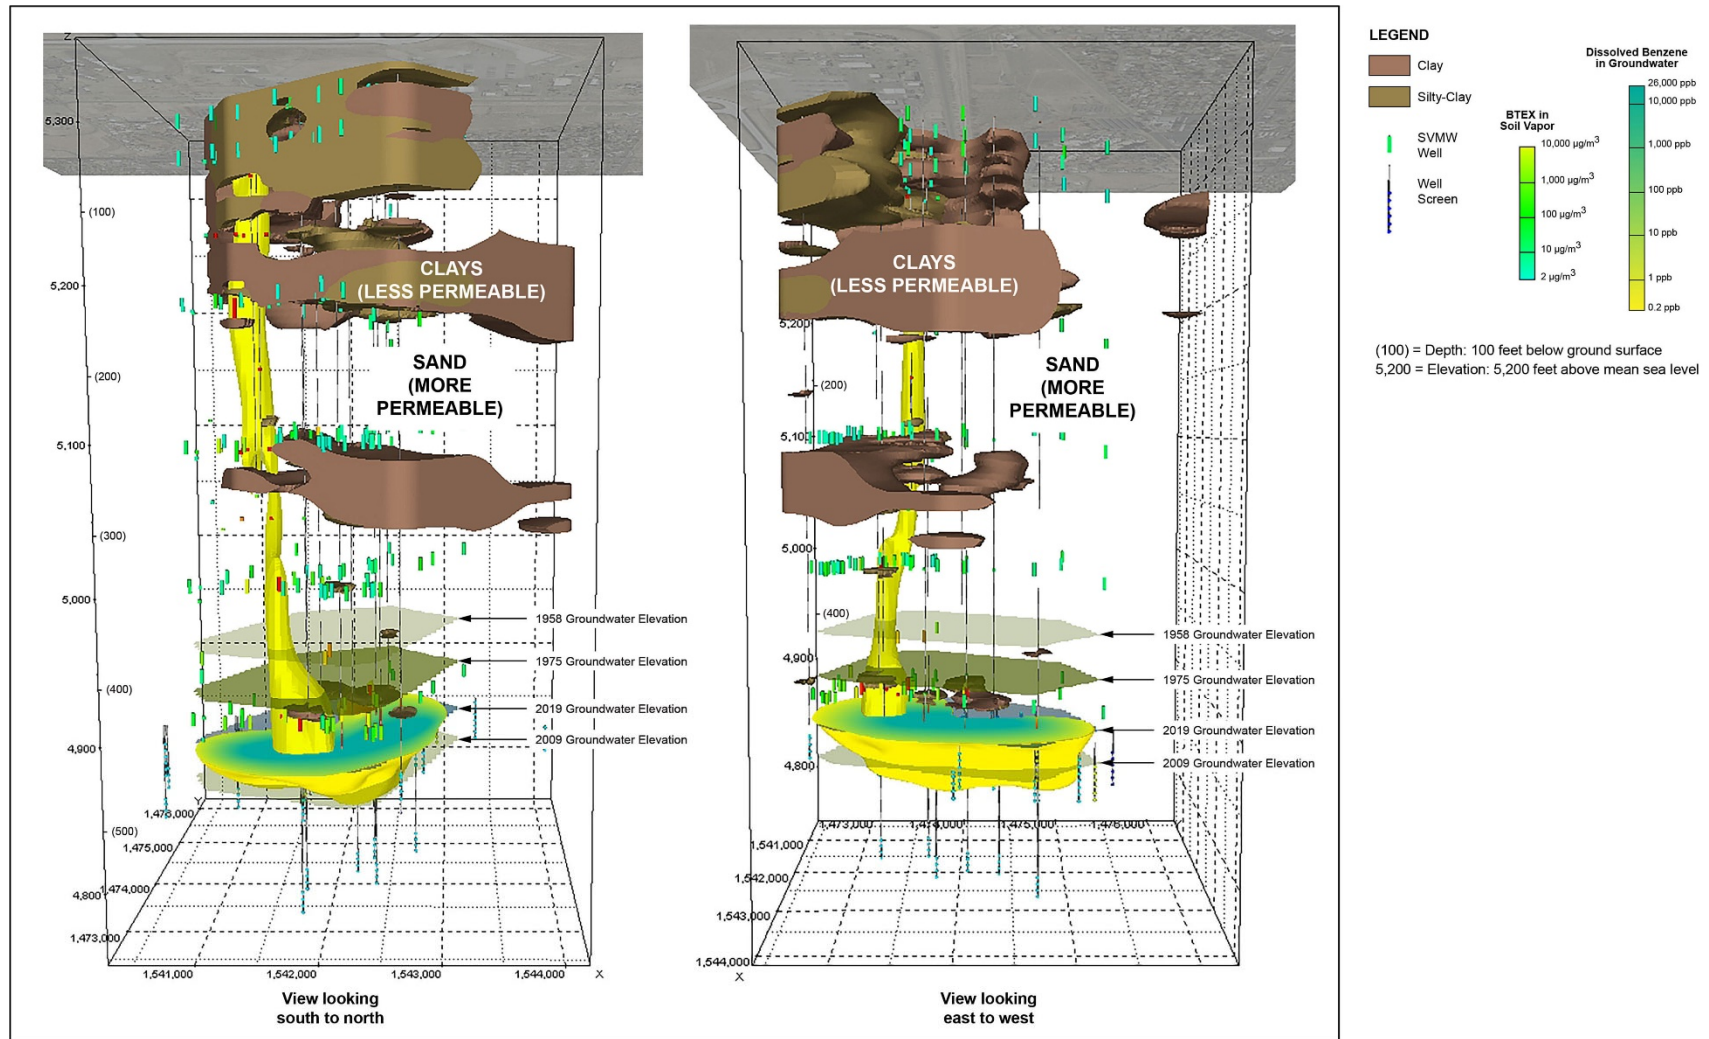 Z
5,300
(100)
5,200
(200)
5,100
(300)
5,000
(400)
4,900
(500)
4,800
CLAYS
(LESS PERMEABLE)
SAND
(MORE
PERMEABLE)
1958 Groundwater Elevation
1975 Groundwater Elevation
2019 Groundwater Elevation
2009 Groundwater Elevation
1,476,000
1,475,000
1,474,000
1,473,000
1,541,000
1,542,000
1,543,000
1,544,000
X
View looking
south to north
CLAYS
(LESS PERMEABLE)
5,200
SAND
(MORE
PERMEABLE)
(200)
5,100
5,000
(400)
4,900
4,800
1958 Groundwater Elevation
1975 Groundwater Elevation
2019 Groundwater Elevation
2009 Groundwater Elevation
1,473,000
1,474,000
1,475,000
1,476,000
1,541,000
1,542,000
1,543,000
1,544,000
X
View looking
east to west
LEGEND
Clay
Silty-Clay
SVMW
Well
Well
Screen
BTEX in
Soil Vapor
10,000 µg/m³
1,000 µg/m³
100 µg/m³
10 µg/m³
2 µg/m³
Dissolved Benzene
in Groundwater
26,000 ppb
10,000 ppb
1,000 ppb
100 ppb
10 ppb
1 ppb
0.2 ppb
(100) = Depth: 100 feet below ground surface
5,200 = Elevation: 5,200 feet above mean sea level